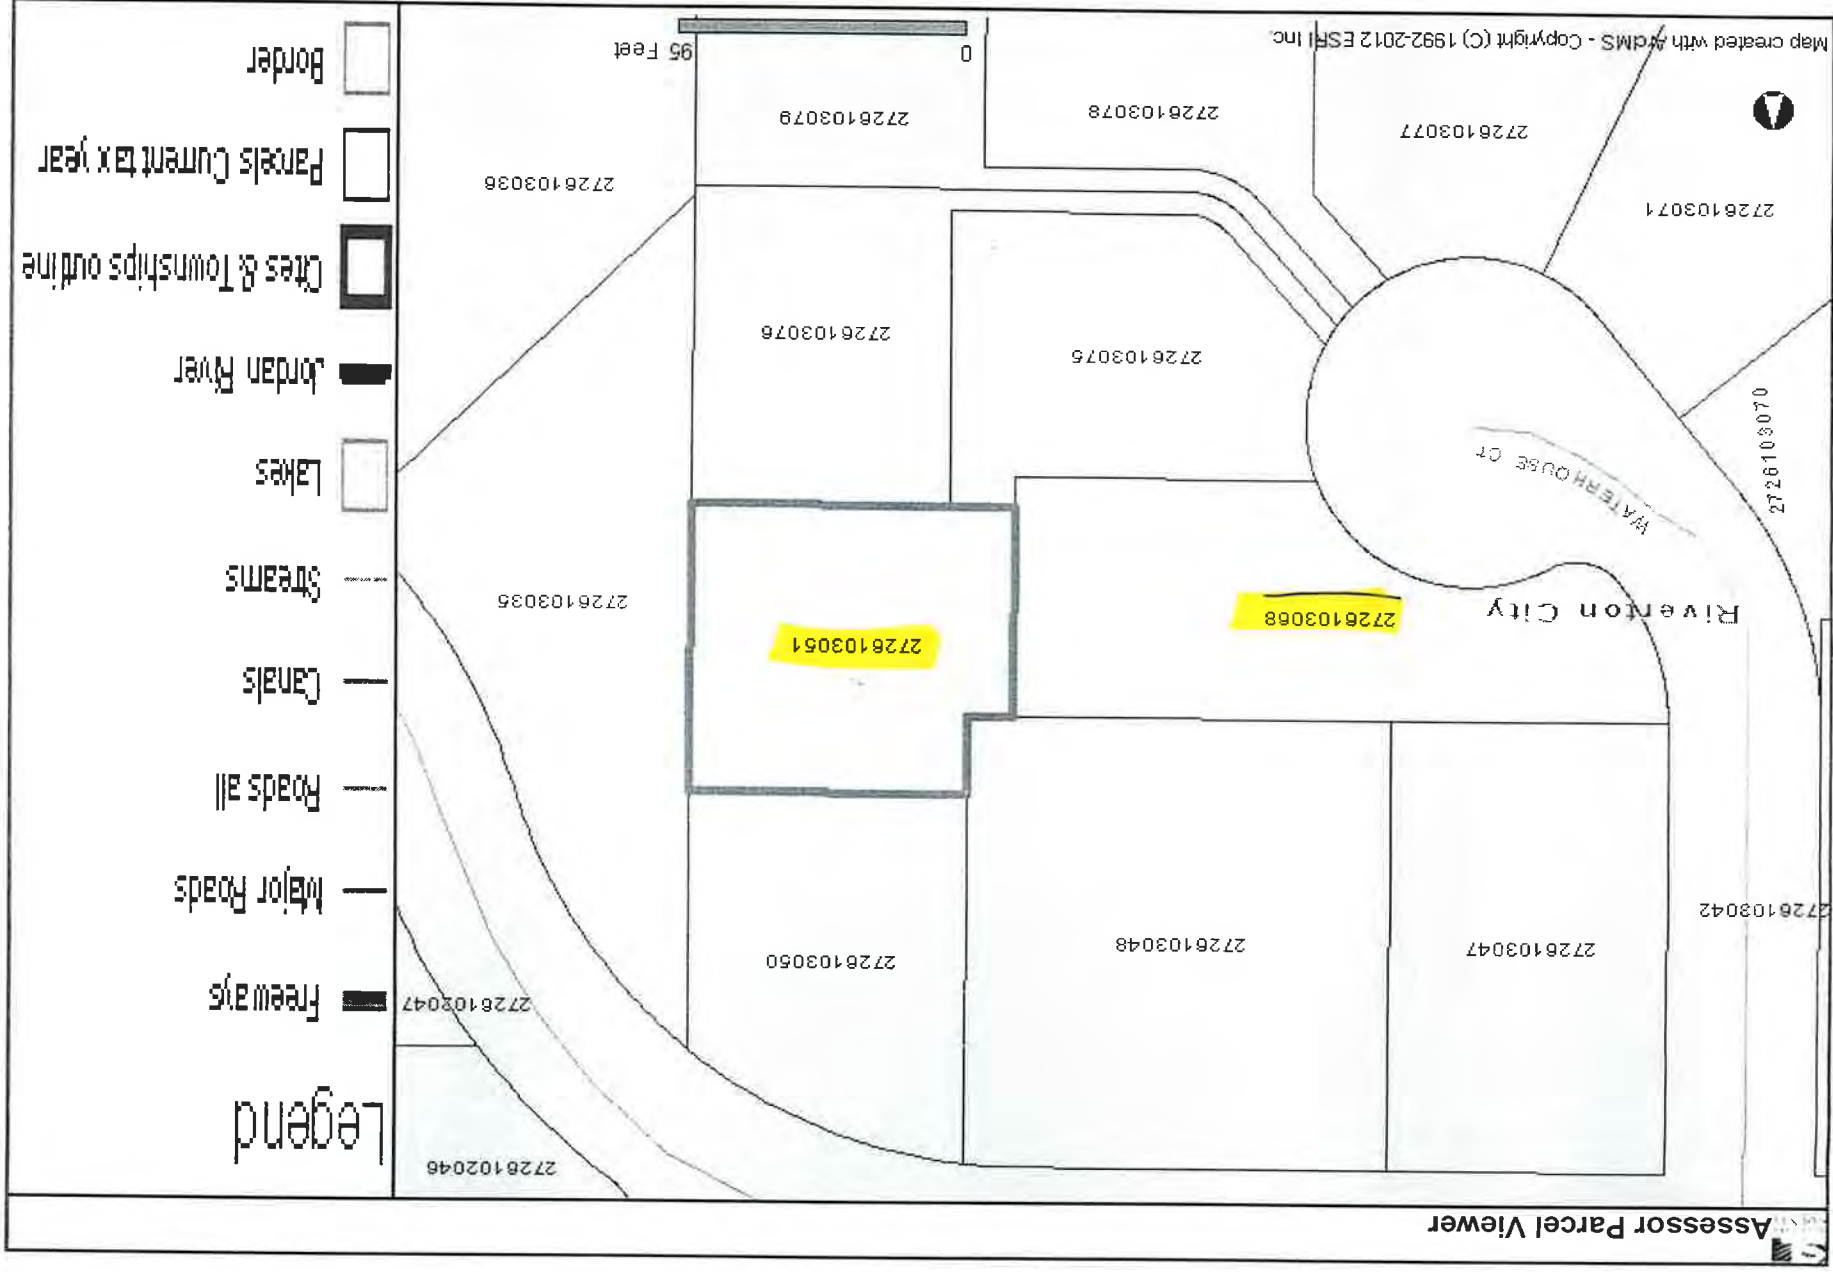 Assessor Parcel Viewer
2726102046
Legend
2726102047
Freeways
2726103047
2726103048
2726103050
2726103042
Major Roads
Roads all
Canals
2726103051
2726103068
Riverton City
2726103035
Streams
WATERHOUSE CT
2726103070
Lakes
2726103075
2726103076
Jordan River
Cites & Townships outline
2726103071
2726103036
Parcels Current tax year
2726103077
2726103078
2726103079
Border
0
95 Feet
Map created with ArcIMS - Copyright (C) 1992-2012 ESRI Inc.